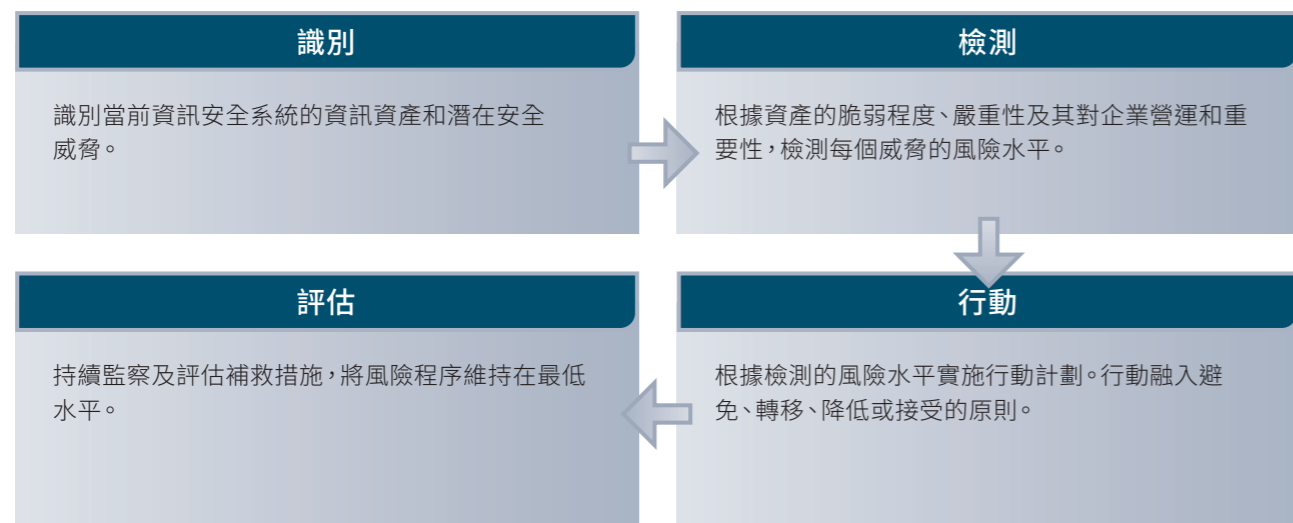 識別
識別當前資訊安全系統的資訊資產和潛在安全
威脅。
檢測
根據資產的脆弱程度、嚴重性及其對企業營運和重
要性，檢測每個威脅的風險水平。
行動
根據檢測的風險水平實施行動計劃。行動融入避
免、轉移、降低或接受的原則。
評估
持續監察及評估補救措施，將風險程序維持在最低
水平。